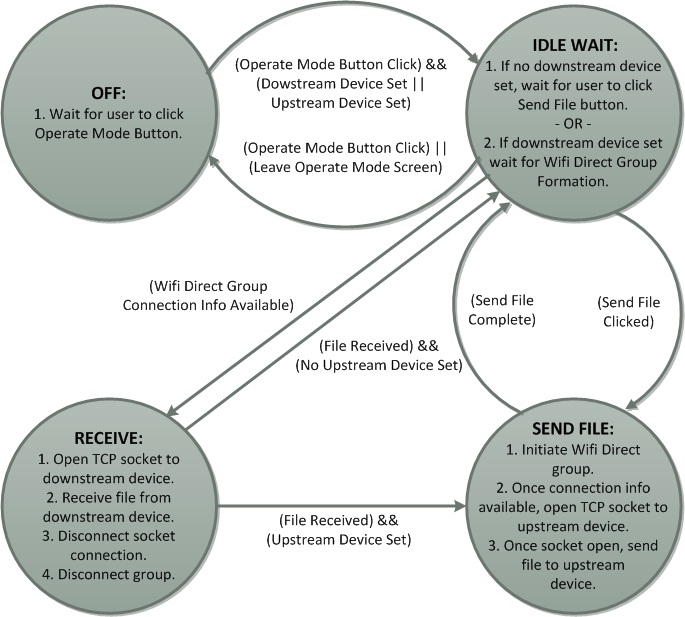 OFF:
1. Wait for user to click
Operate Mode Button.
(Operate Mode Button Click) &&
(Dowstream Device Set ||
Upstream Device Set)
(Operate Mode Button Click) ||
(Leave Operate Mode Screen)
IDLE WAIT:
1. If no downstream device
set, wait for user to click
Send File button.
- OR -
2. If downstream device set
wait for Wifi Direct Group
Formation.
(Wifi Direct Group
Connection Info Available)
(File Received) &&
(No Upstream Device Set)
(Send File
Complete)
(Send File
Clicked)
RECEIVE:
1. Open TCP socket to
downstream device.
2. Receive file from
downstream device.
3. Disconnect socket
connection.
4. Disconnect group.
(File Received) &&
(Upstream Device Set)
SEND FILE:
1. Initiate Wifi Direct
group.
2. Once connection info
available, open TCP socket to
upstream device.
3. Once socket open, send
file to upstream
device.